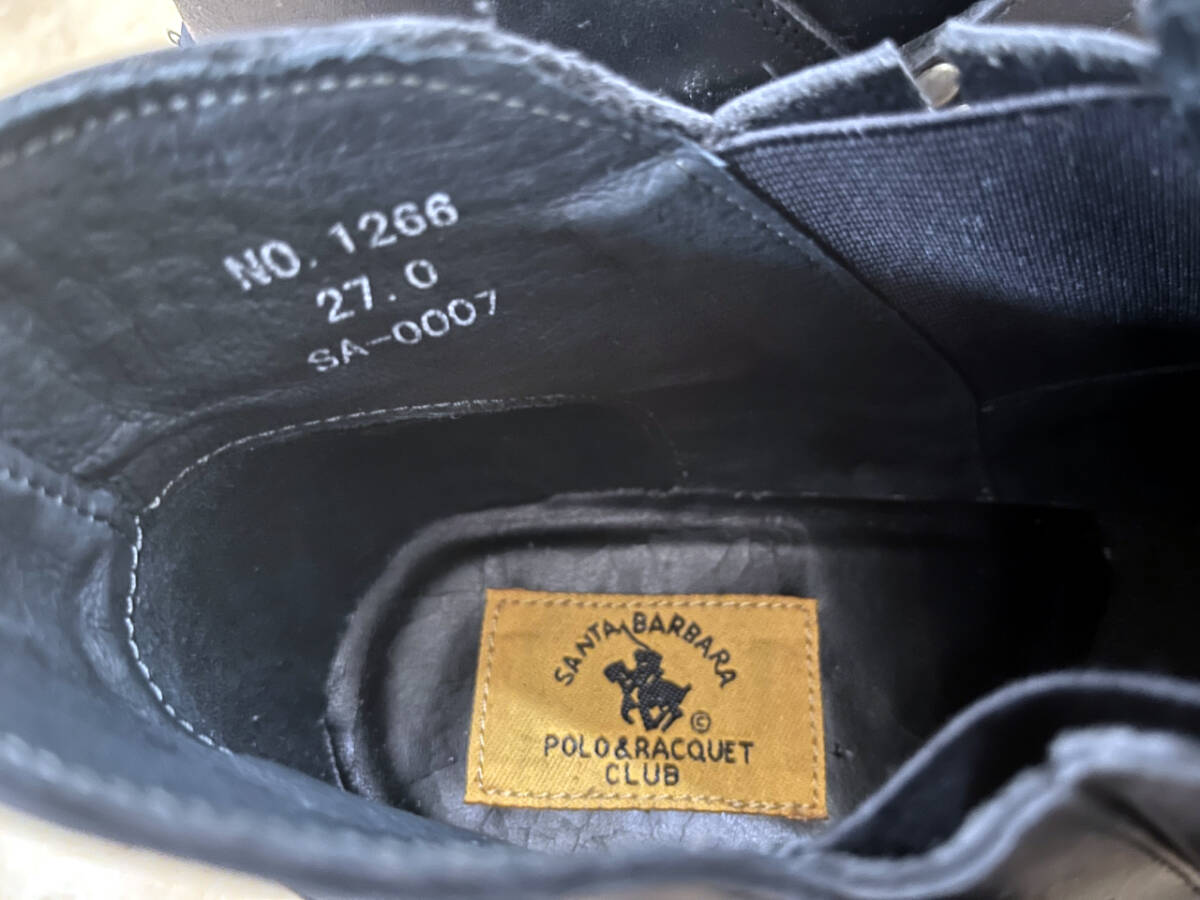 NO. 1266
27.0
SA-0007
SANTA BARBARA
©
POLO & RACQUET
CLUB